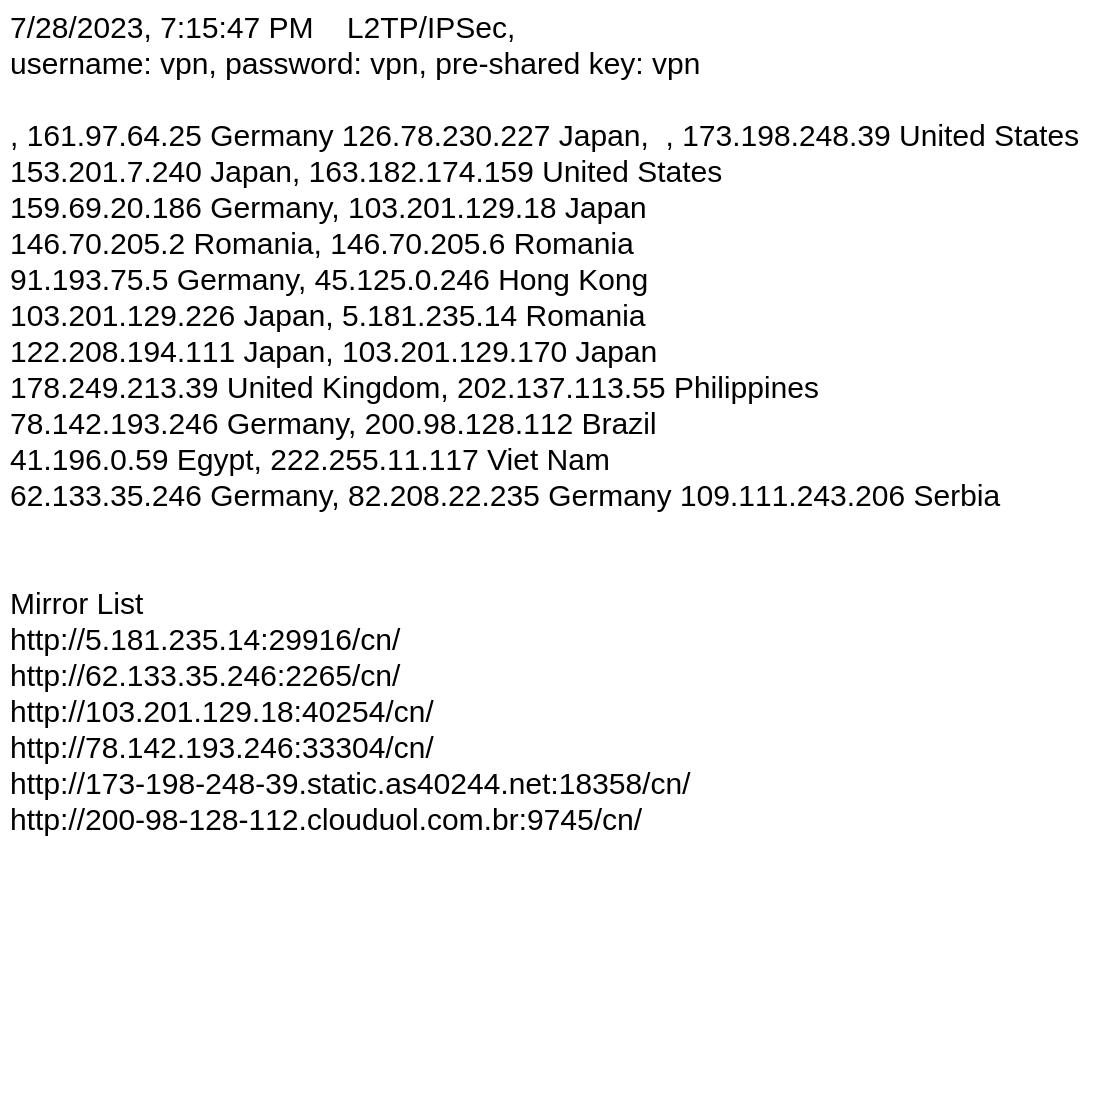 7/28/2023, 7:15:47 PM    L2TP/IPSec,
username: vpn, password: vpn, pre-shared key: vpn
, 161.97.64.25 Germany 126.78.230.227 Japan,  , 173.198.248.39 United States
153.201.7.240 Japan, 163.182.174.159 United States
159.69.20.186 Germany, 103.201.129.18 Japan
146.70.205.2 Romania, 146.70.205.6 Romania
91.193.75.5 Germany, 45.125.0.246 Hong Kong
103.201.129.226 Japan, 5.181.235.14 Romania
122.208.194.111 Japan, 103.201.129.170 Japan
178.249.213.39 United Kingdom, 202.137.113.55 Philippines
78.142.193.246 Germany, 200.98.128.112 Brazil
41.196.0.59 Egypt, 222.255.11.117 Viet Nam
62.133.35.246 Germany, 82.208.22.235 Germany 109.111.243.206 Serbia
Mirror List
http://5.181.235.14:29916/cn/
http://62.133.35.246:2265/cn/
http://103.201.129.18:40254/cn/
http://78.142.193.246:33304/cn/
http://173-198-248-39.static.as40244.net:18358/cn/
http://200-98-128-112.clouduol.com.br:9745/cn/